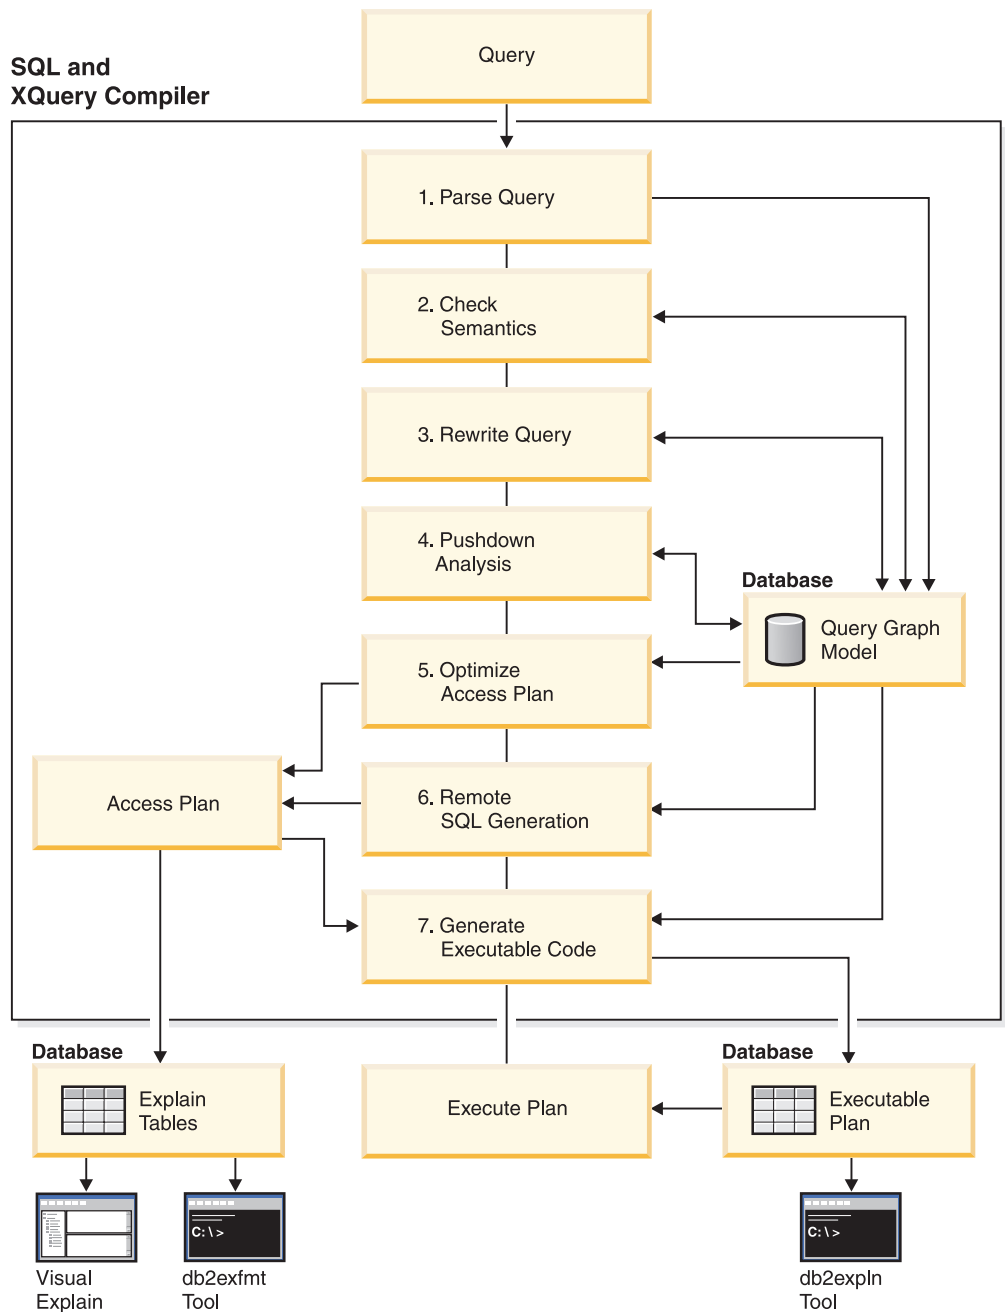 Query
SQL and
XQuery Compiler
1. Parse Query
2. Check
Semantics
3. Rewrite Query
4. Pushdown
Analysis
Database
Query Graph
Model
5. Optimize
Access Plan
Access Plan
6. Remote
SQL Generation
7. Generate
Executable Code
Database
Explain
Tables
Execute Plan
Database
Executable
Plan
C:\>
C:\>
Visual
Explain
db2exfmt
Tool
db2expln
Tool